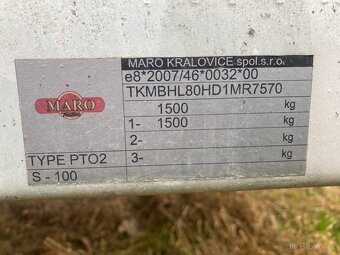 MARO KRALOVICE spol.s.r.o.
e8*2007/46*0032*00
TKMBHL80HD1MR7570
1500 kg
1- 1500 kg
2- kg
3- kg
MARO
TYPE PTO2
S - 100